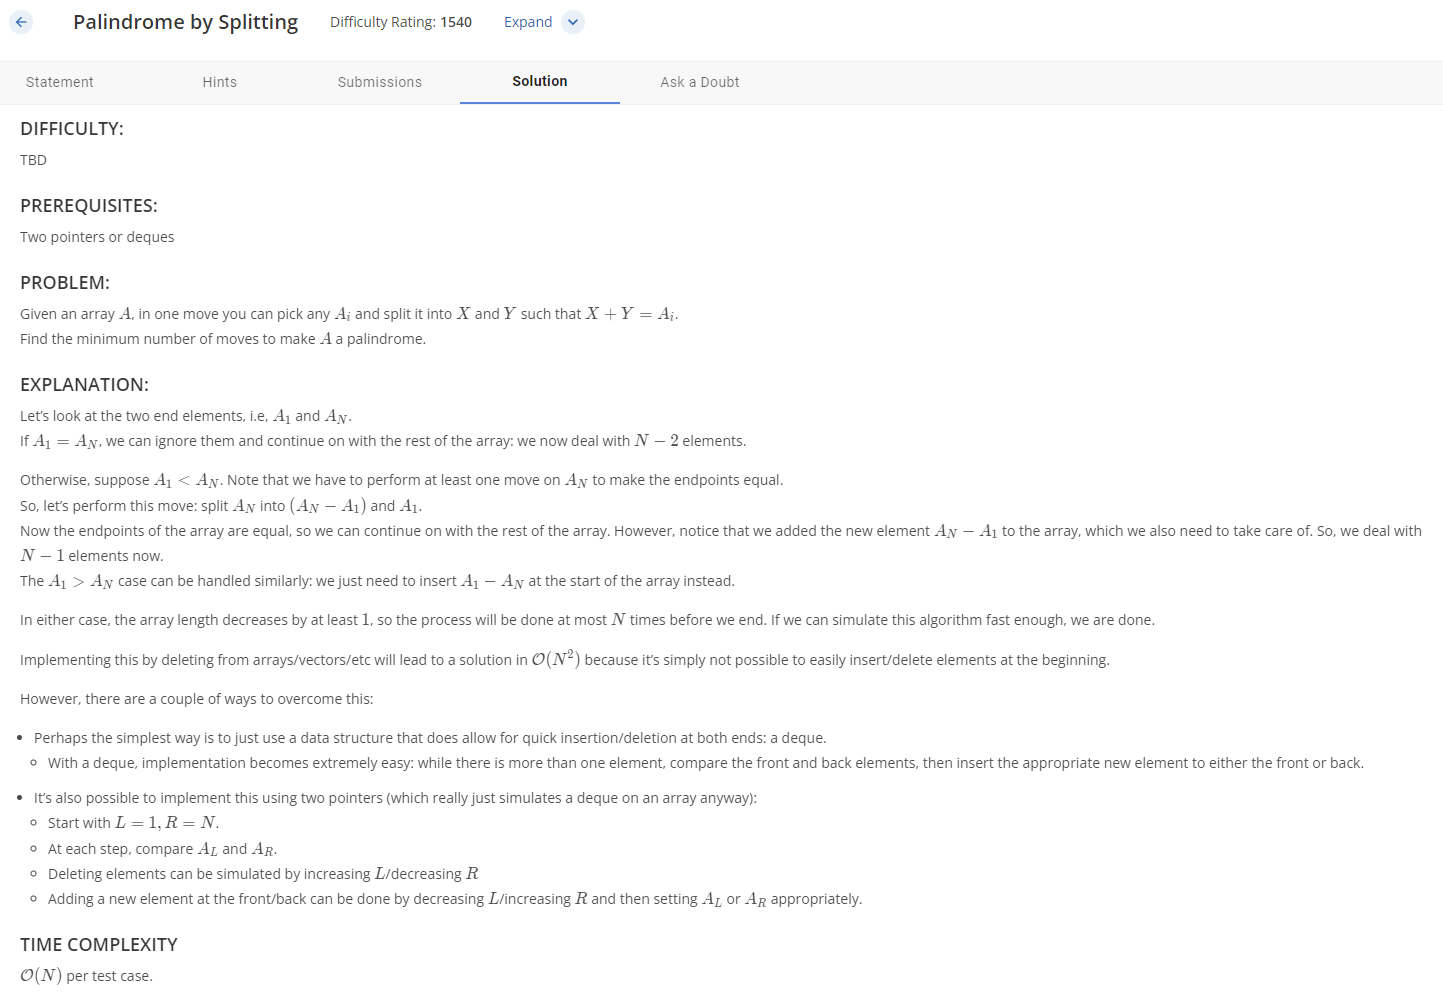 Palindrome by Splitting Difficulty Rating: 1540 Expand
Statement Hints Submissions Solution Ask a Doubt
DIFFICULTY:
TBD
PREREQUISITES:
Two pointers or deques
PROBLEM:
Given an array A, in one move you can pick any A_i and split it into X and Y such that X + Y = A_i.
Find the minimum number of moves to make A a palindrome.
EXPLANATION:
Let's look at the two end elements, i.e, A_1 and A_N.
If A_1 = A_N, we can ignore them and continue on with the rest of the array: we now deal with N − 2 elements.
Otherwise, suppose A_1 < A_N. Note that we have to perform at least one move on A_N to make the endpoints equal.
So, let's perform this move: split A_N into (A_N − A_1) and A_1.
Now the endpoints of the array are equal, so we can continue on with the rest of the array. However, notice that we added the new element A_N − A_1 to the array, which we also need to take care of. So, we deal with
N − 1 elements now.
The A_1 > A_N case can be handled similarly: we just need to insert A_1 − A_N at the start of the array instead.
In either case, the array length decreases by at least 1, so the process will be done at most N times before we end. If we can simulate this algorithm fast enough, we are done.
Implementing this by deleting from arrays/vectors/etc will lead to a solution in O(N²) because it's simply not possible to easily insert/delete elements at the beginning.
However, there are a couple of ways to overcome this:
• Perhaps the simplest way is to just use a data structure that does allow for quick insertion/deletion at both ends: a deque.
◦ With a deque, implementation becomes extremely easy: while there is more than one element, compare the front and back elements, then insert the appropriate new element to either the front or back.
• It's also possible to implement this using two pointers (which really just simulates a deque on an array anyway):
◦ Start with L = 1, R = N.
◦ At each step, compare A_L and A_R.
◦ Deleting elements can be simulated by increasing L/decreasing R
◦ Adding a new element at the front/back can be done by decreasing L/increasing R and then setting A_L or A_R appropriately.
TIME COMPLEXITY
O(N) per test case.